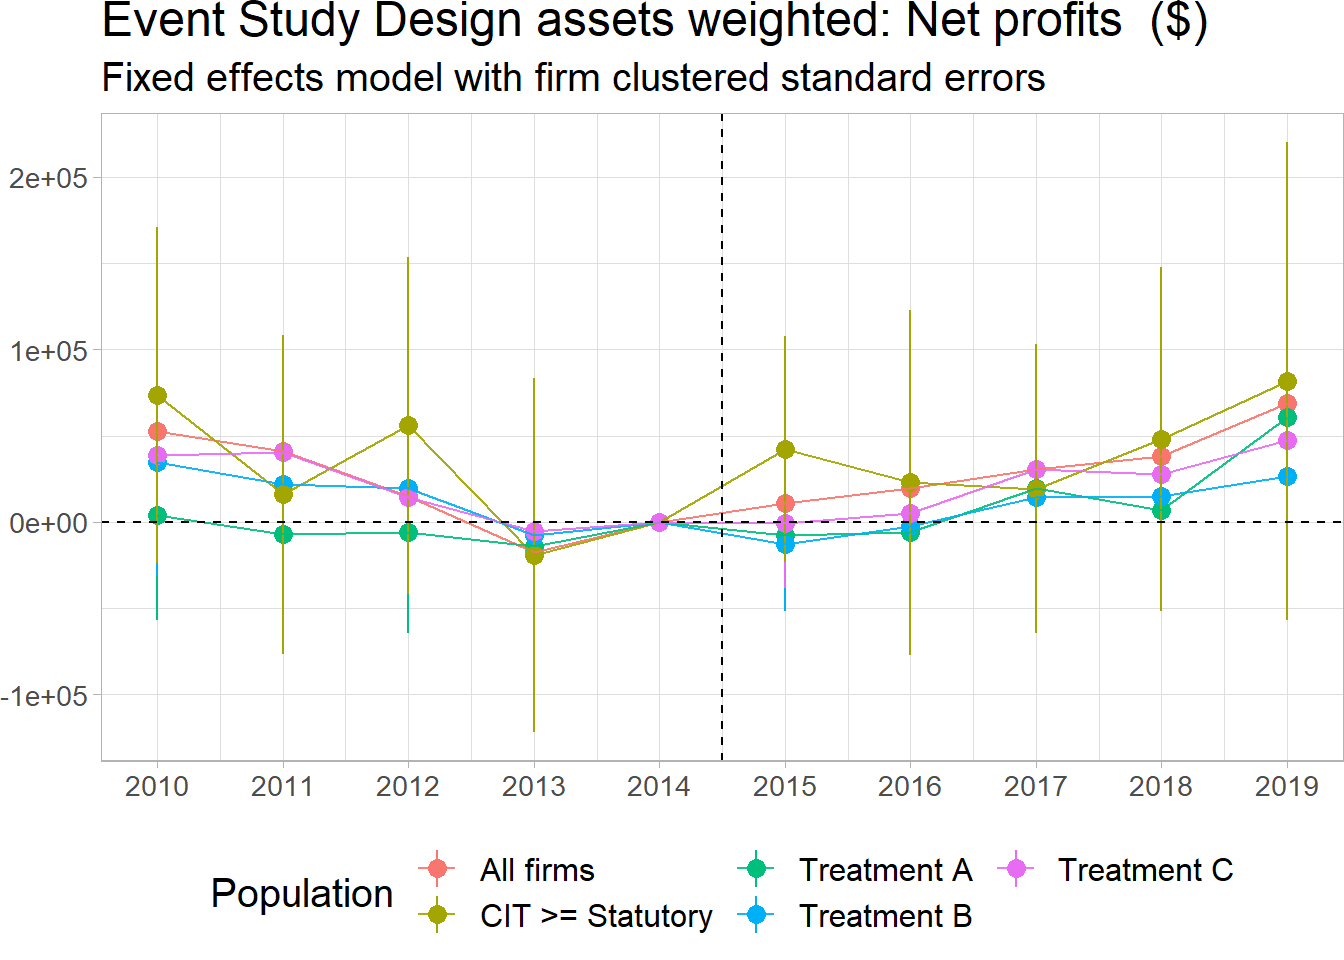 Event Study Design assets weighted: Net profits  ($)
Fixed effects model with firm clustered standard errors
2e+05
1e+05
0e+00
-1e+05
2010 2011 2012 2013 2014 2015 2016 2017 2018 2019
Population
All firms Treatment A Treatment C
CIT >= Statutory Treatment B